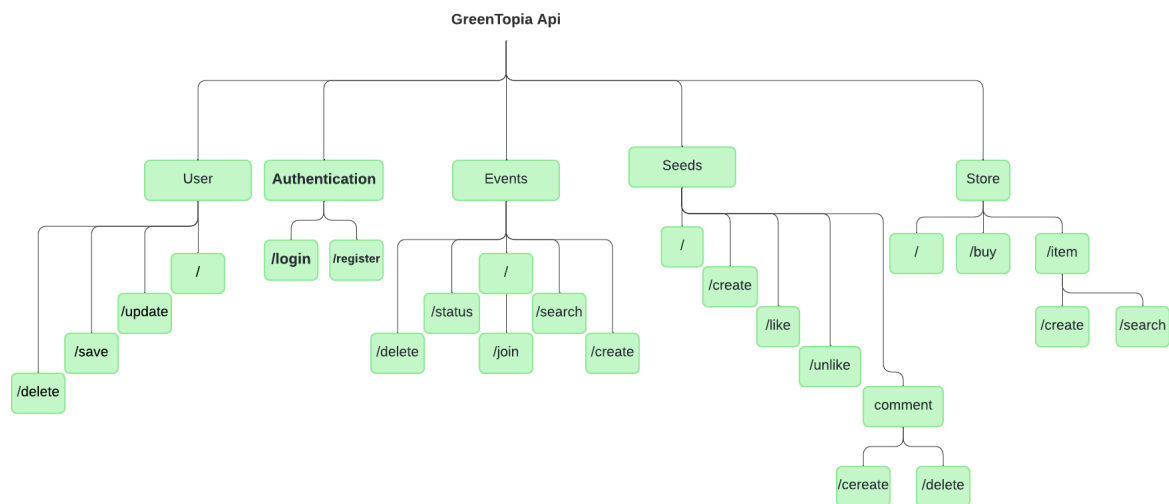 GreenTopia Api
User
Authentication
Events
Seeds
Store
/delete
/save
/update
/
/login
/register
/delete
/status
/
/join
/search
/create
/
/create
/like
/unlike
comment
/cereate
/delete
/
/buy
/item
/create
/search